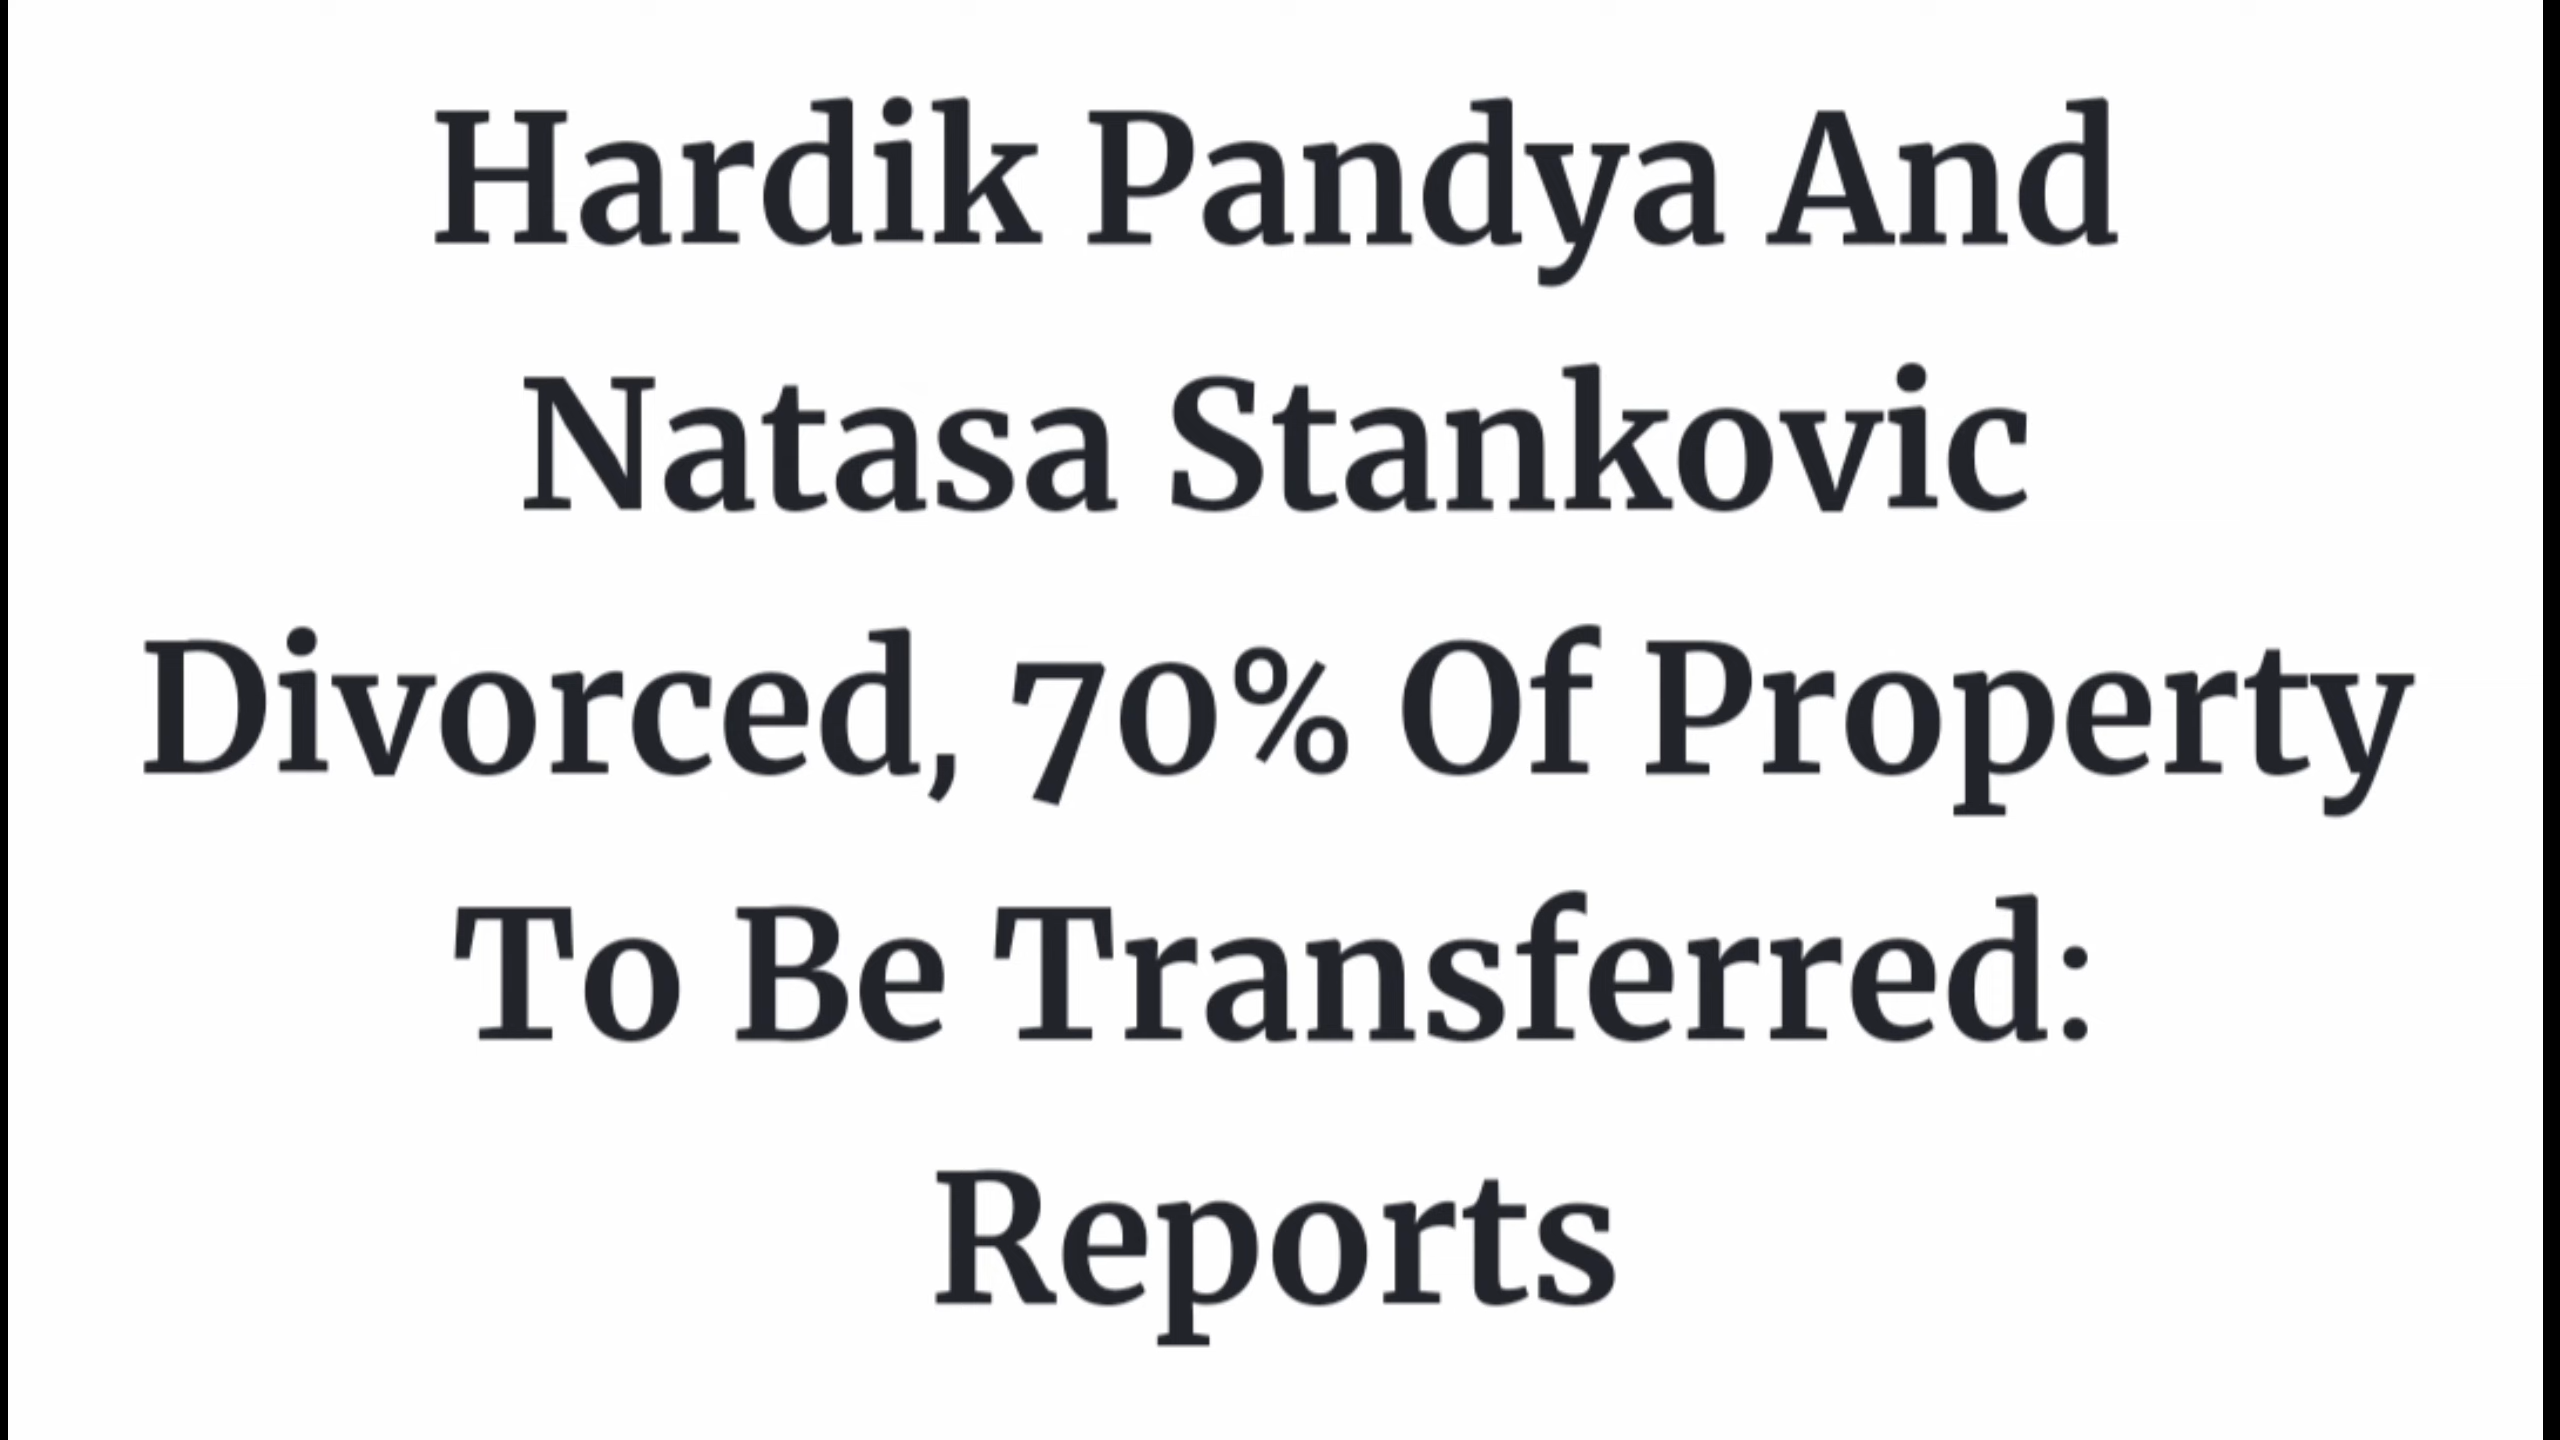 Hardik Pandya And
Natasa Stankovic
Divorced, 70% Of Property
To Be Transferred:
Reports